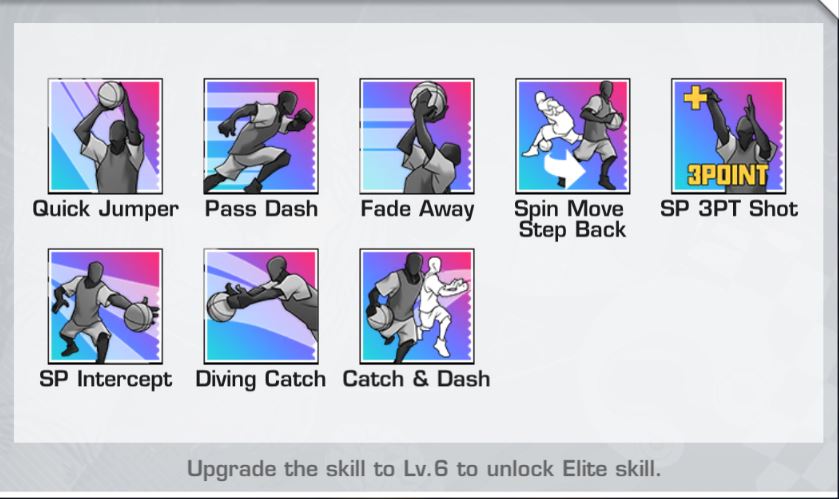 3POINT
Quick Jumper
Pass Dash
Fade Away
Spin Move
Step Back
SP 3PT Shot
SP Intercept
Diving Catch
Catch & Dash
Upgrade the skill to Lv.6 to unlock Elite skill.